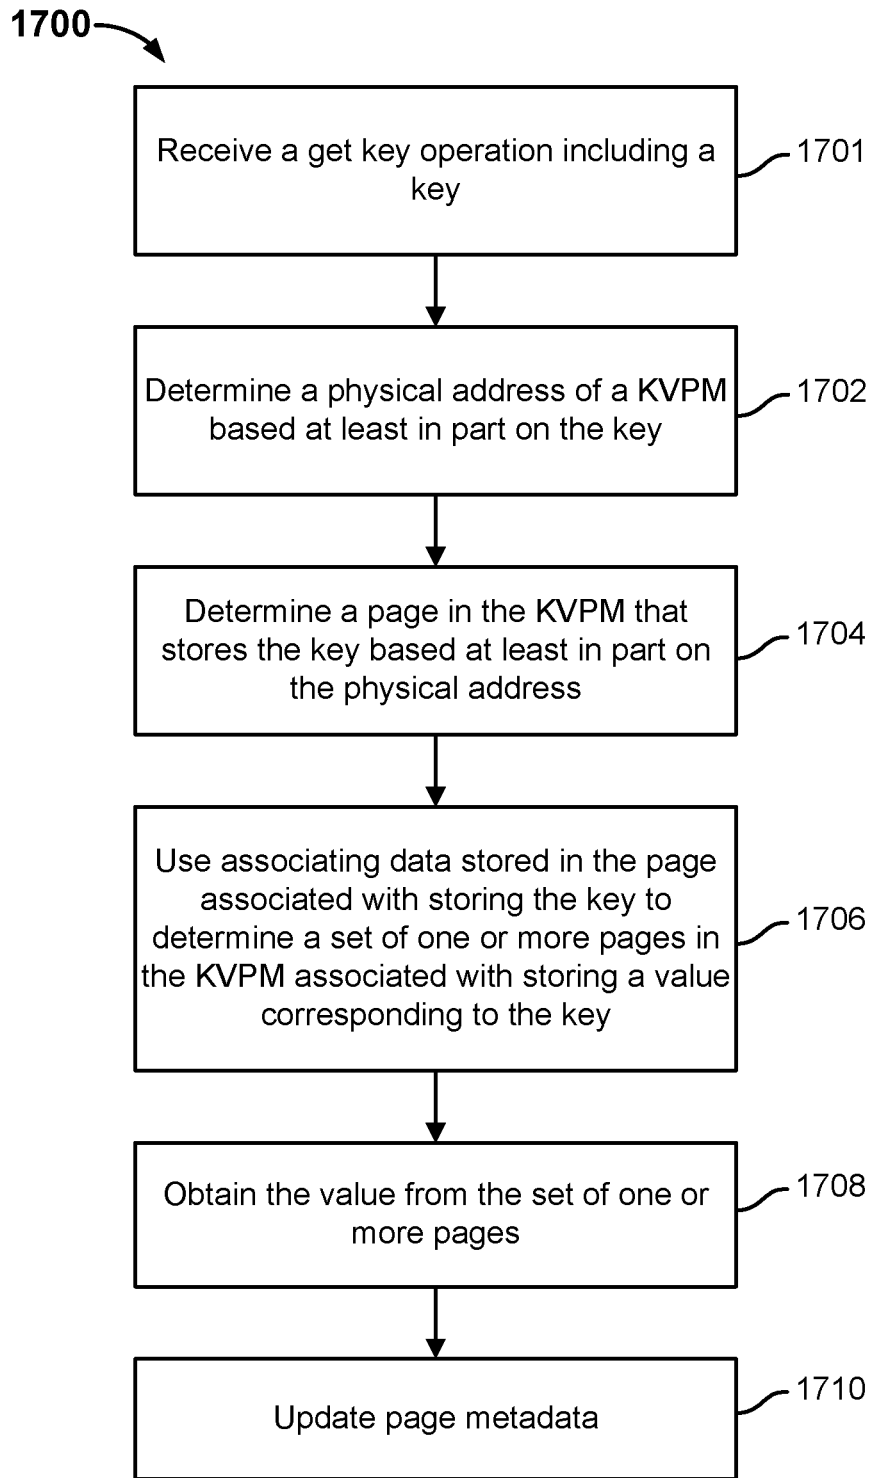 1700
Receive a get key operation including a
key
1701
Determine a physical address of a KVPM
based at least in part on the key
1702
Determine a page in the KVPM that
stores the key based at least in part on
the physical address
1704
Use associating data stored in the page
associated with storing the key to
determine a set of one or more pages in
the KVPM associated with storing a value
corresponding to the key
1706
Obtain the value from the set of one or
more pages
1708
Update page metadata
1710